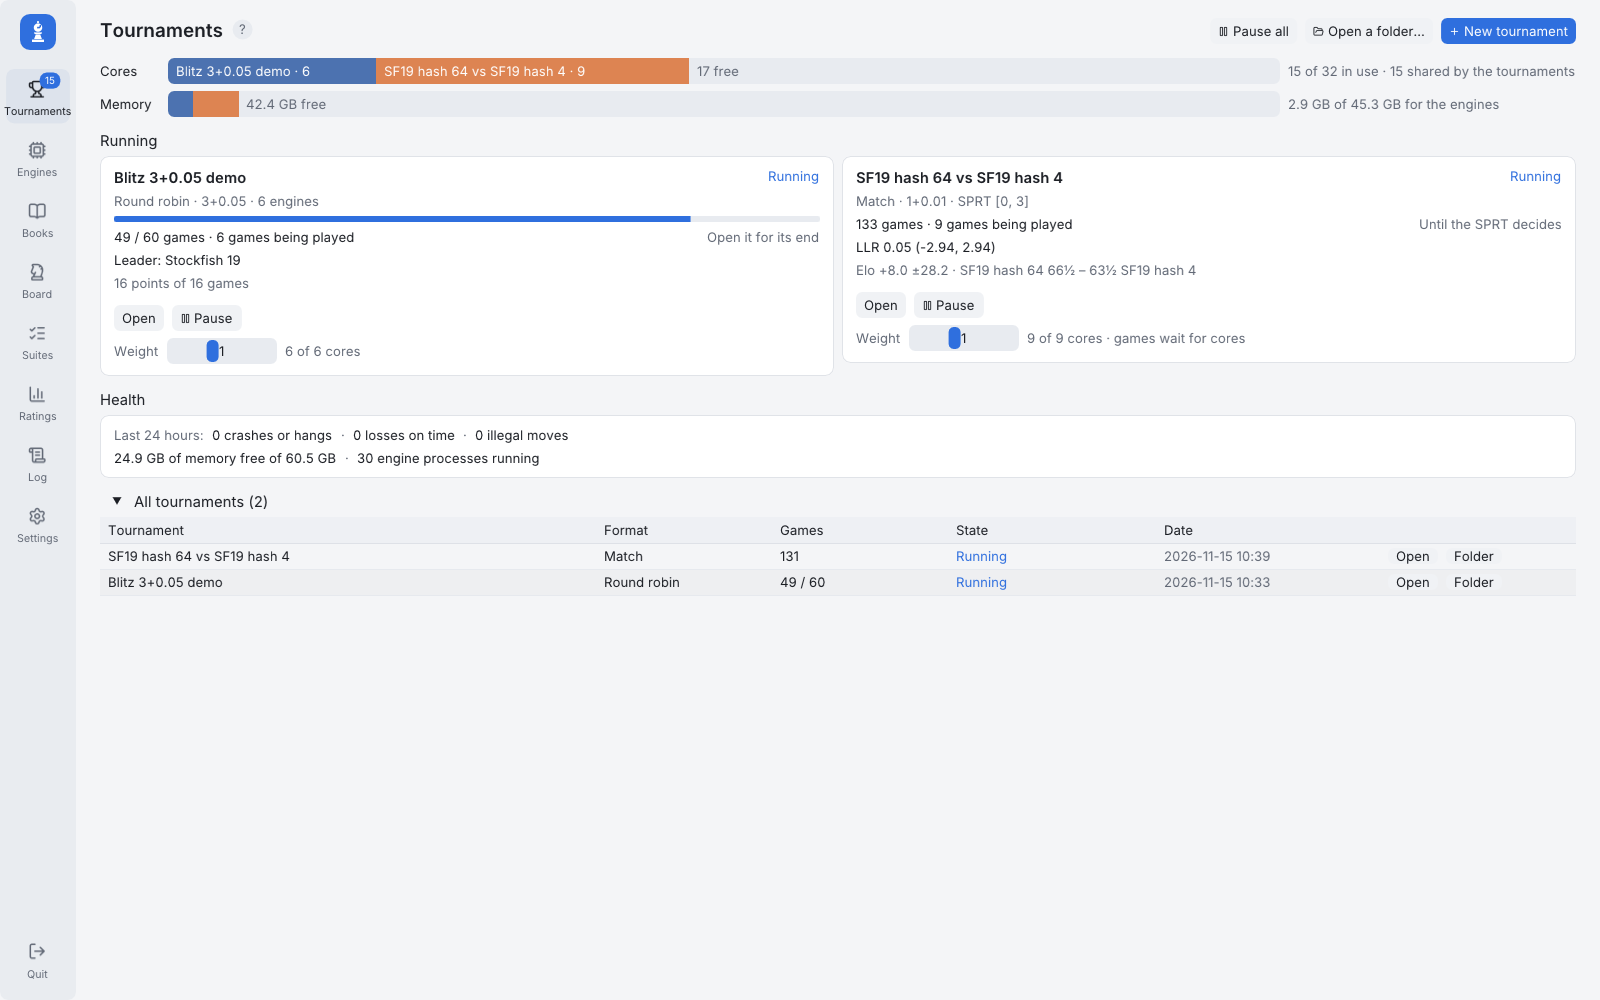 Tournaments ?
Pause all
Open a folder...
+ New tournament
15
Tournaments
Engines
Books
Board
Suites
Ratings
Log
Settings
Quit
Cores Blitz 3+0.05 demo · 6 SF19 hash 64 vs SF19 hash 4 · 9 17 free 15 of 32 in use · 15 shared by the tournaments
Memory 42.4 GB free 2.9 GB of 45.3 GB for the engines
Running
Blitz 3+0.05 demo Running
Round robin · 3+0.05 · 6 engines
49 / 60 games · 6 games being played Open it for its end
Leader: Stockfish 19
16 points of 16 games
Open Pause
Weight 1 6 of 6 cores
SF19 hash 64 vs SF19 hash 4 Running
Match · 1+0.01 · SPRT [0, 3]
133 games · 9 games being played Until the SPRT decides
LLR 0.05 (-2.94, 2.94)
Elo +8.0 ±28.2 · SF19 hash 64 66½ – 63½ SF19 hash 4
Open Pause
Weight 1 9 of 9 cores · games wait for cores
Health
Last 24 hours: 0 crashes or hangs · 0 losses on time · 0 illegal moves
24.9 GB of memory free of 60.5 GB · 30 engine processes running
All tournaments (2)
Tournament Format Games State Date
SF19 hash 64 vs SF19 hash 4 Match 131 Running 2026-11-15 10:39 Open Folder
Blitz 3+0.05 demo Round robin 49 / 60 Running 2026-11-15 10:33 Open Folder